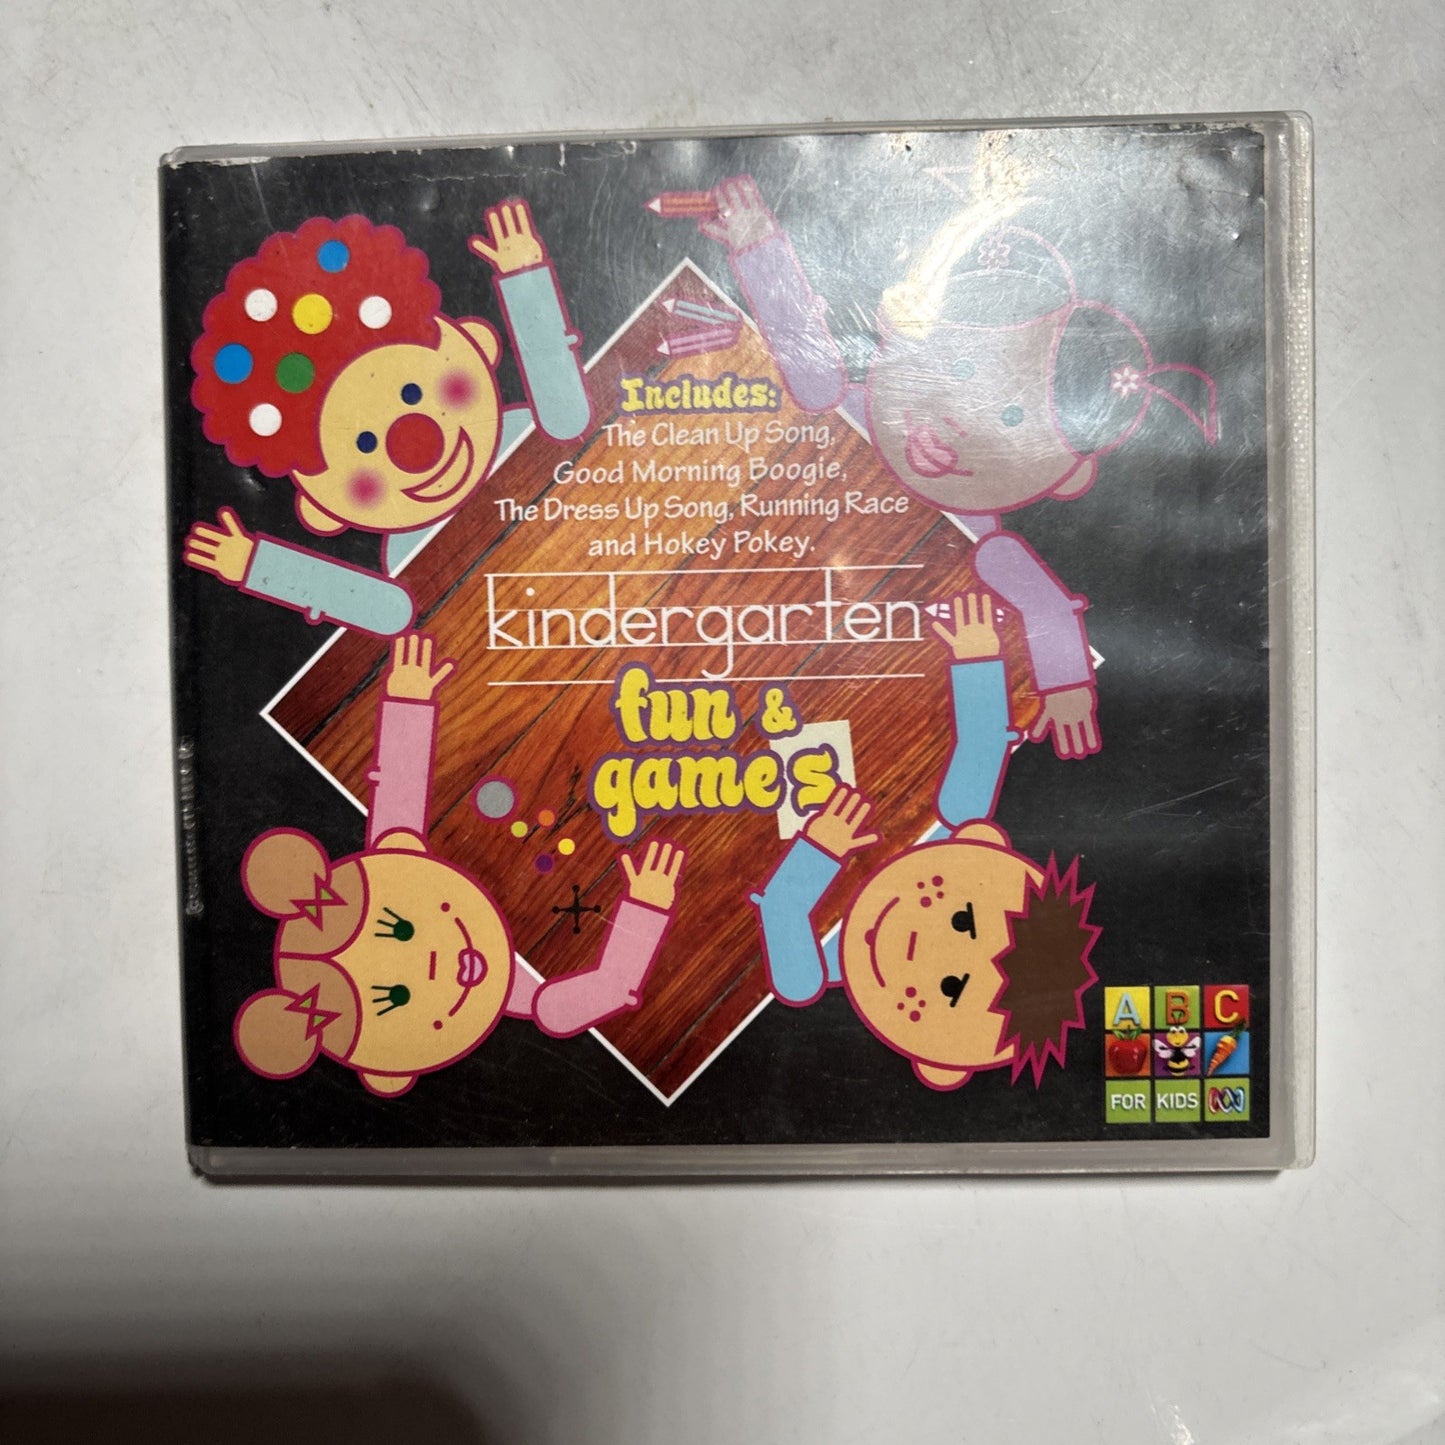 Includes:
The Clean Up Song,
Good Morning Boogie,
The Dress Up Song, Running Race
and Hokey Pokey.
kindergarten
fun &
games
A B C
FOR KIDS